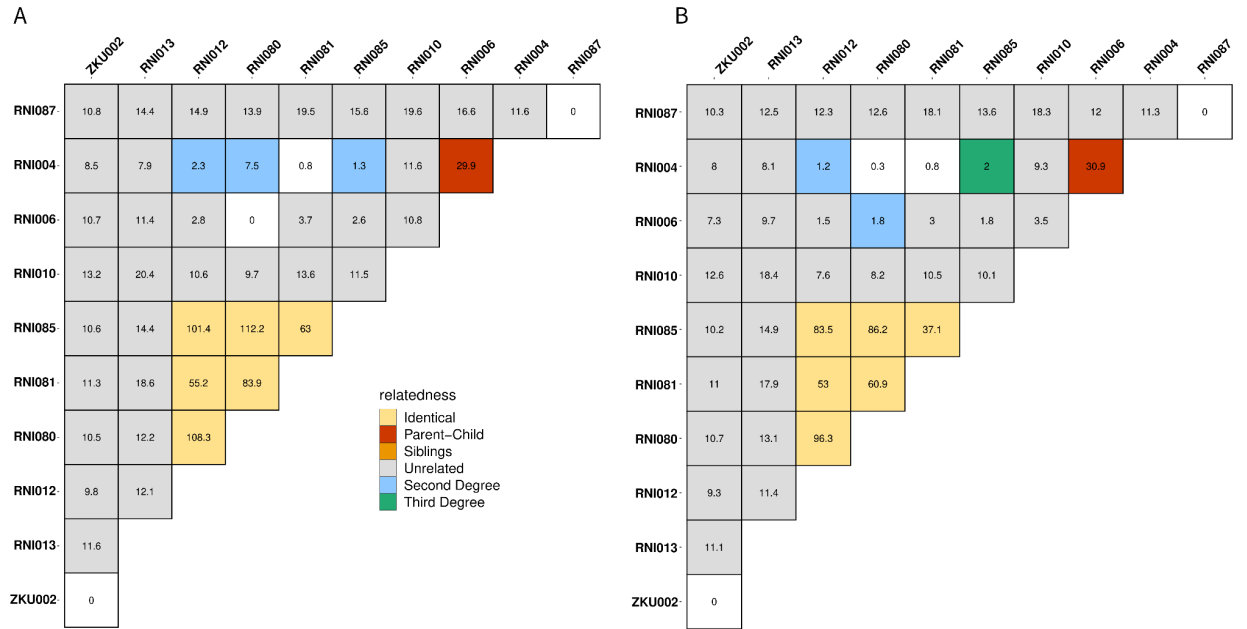 A
ZKU002 RNI013 RNI012 RNI080 RNI081 RNI085 RNI010 RNI006 RNI004 RNI087
RNI087 10.8 14.4 14.9 13.9 19.5 15.6 19.6 16.6 11.6 0
RNI004 8.5 7.9 2.3 7.5 0.8 1.3 11.6 29.9
RNI006 10.7 11.4 2.8 0 3.7 2.6 10.8
RNI010 13.2 20.4 10.6 9.7 13.6 11.5
RNI085 10.6 14.4 101.4 112.2 63
RNI081 11.3 18.6 55.2 83.9
RNI080 10.5 12.2 108.3
RNI012 9.8 12.1
RNI013 11.6
ZKU002 0
relatedness
Identical
Parent-Child
Siblings
Unrelated
Second Degree
Third Degree
B
ZKU002 RNI013 RNI012 RNI080 RNI081 RNI085 RNI010 RNI006 RNI004 RNI087
RNI087 10.3 12.5 12.3 12.6 18.1 13.6 18.3 12 11.3 0
RNI004 8 8.1 1.2 0.3 0.8 2 9.3 30.9
RNI006 7.3 9.7 1.5 1.8 3 1.8 3.5
RNI010 12.6 18.4 7.6 8.2 10.5 10.1
RNI085 10.2 14.9 83.5 86.2 37.1
RNI081 11 17.9 53 60.9
RNI080 10.7 13.1 96.3
RNI012 9.3 11.4
RNI013 11.1
ZKU002 0